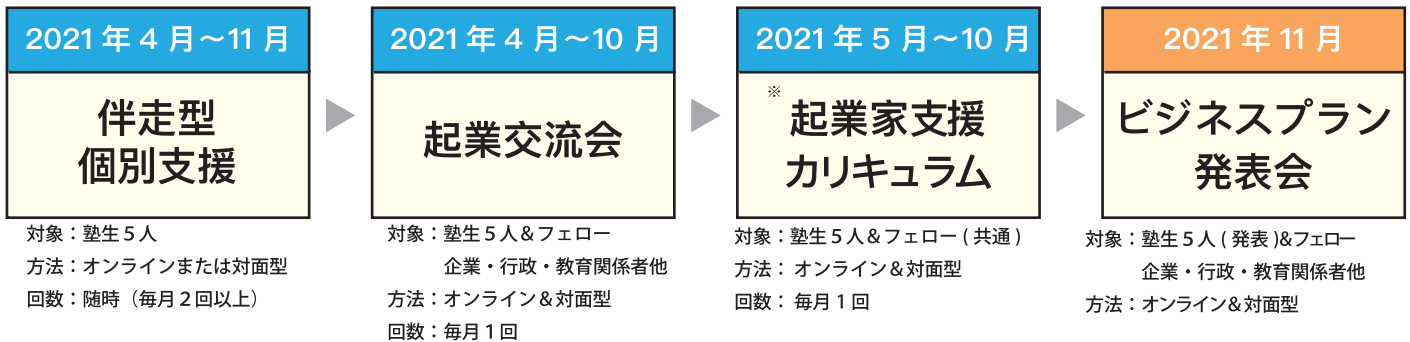 2021年4月〜11月
伴走型
個別支援
対象：塾生5人
方法：オンラインまたは対面型
回数：随時（毎月2回以上）
2021年4月〜10月
起業交流会
対象：塾生5人＆フェロー
企業・行政・教育関係者他
方法：オンライン＆対面型
回数：毎月1回
2021年5月〜10月
※
起業家支援
カリキュラム
対象：塾生5人＆フェロー(共通)
方法：オンライン＆対面型
回数：毎月1回
2021年11月
ビジネスプラン
発表会
対象：塾生5人(発表)&フェロー
企業・行政・教育関係者他
方法：オンライン&対面型